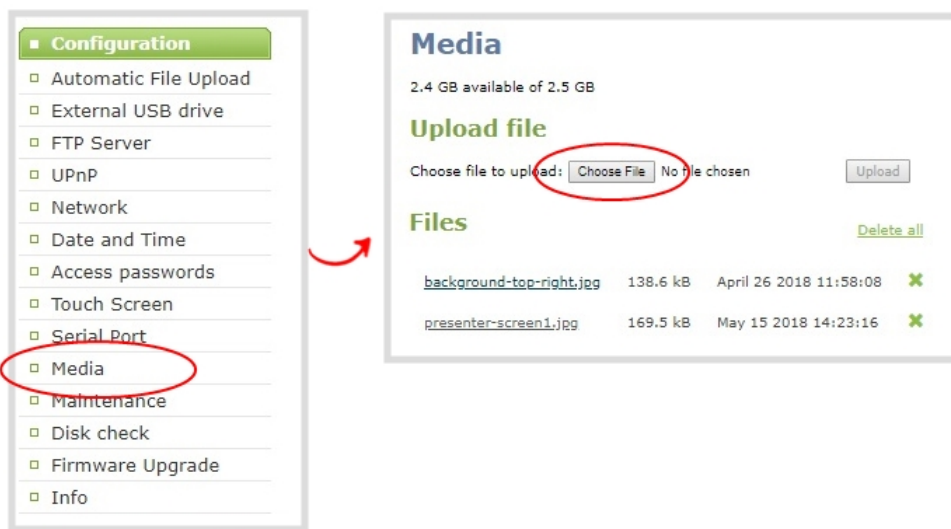 Configuration
Automatic File Upload
External USB drive
FTP Server
UPnP
Network
Date and Time
Access passwords
Touch Screen
Serial Port
Media
Maintenance
Disk check
Firmware Upgrade
Info
Media
2.4 GB available of 2.5 GB
Upload file
Choose file to upload: Choose File No file chosen Upload
Files
Delete all
background-top-right.jpg 138.6 kB April 26 2018 11:58:08
presenter-screen1.jpg 169.5 kB May 15 2018 14:23:16